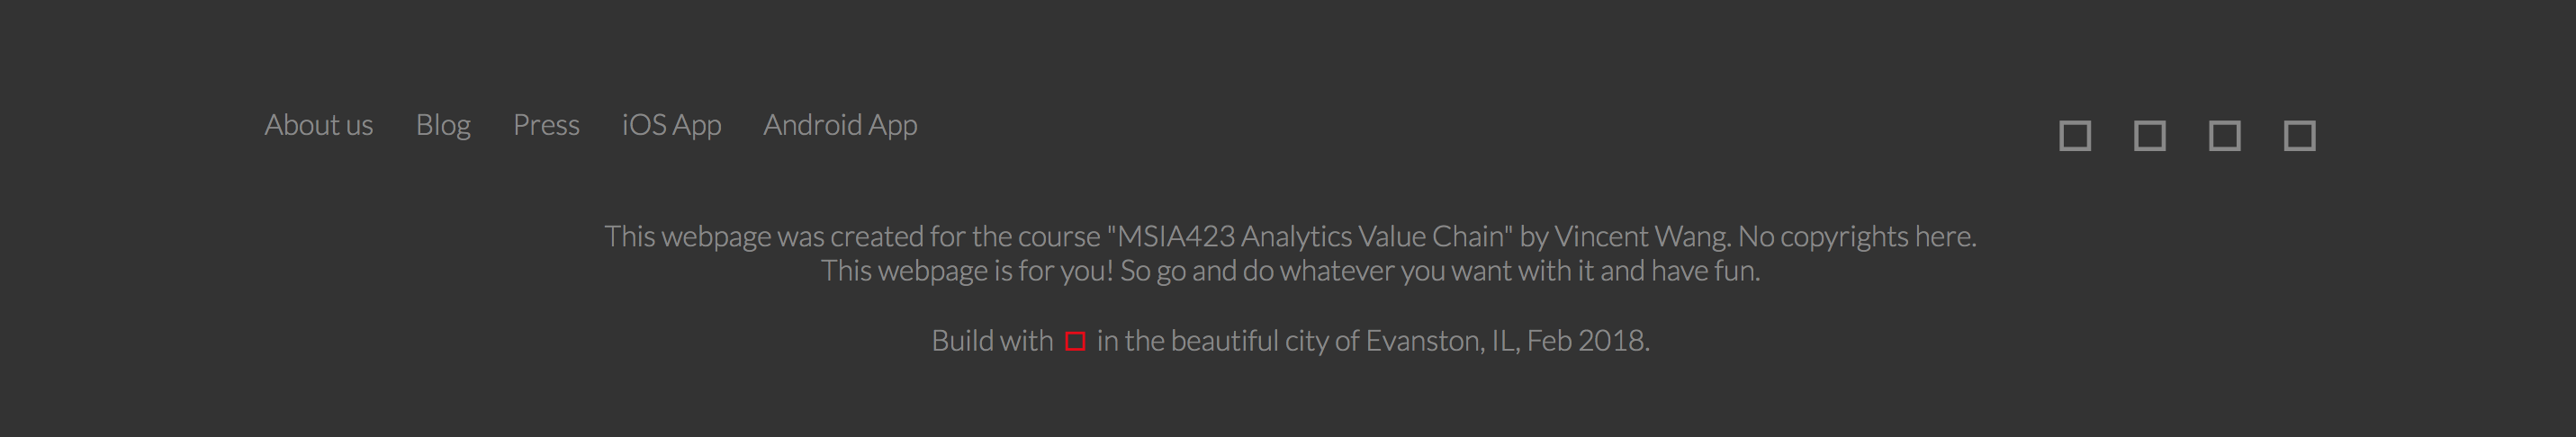 About us Blog Press iOS App Android App
This webpage was created for the course "MSIA423 Analytics Value Chain" by Vincent Wang. No copyrights here.
This webpage is for you! So go and do whatever you want with it and have fun.
Build with □ in the beautiful city of Evanston, IL, Feb 2018.